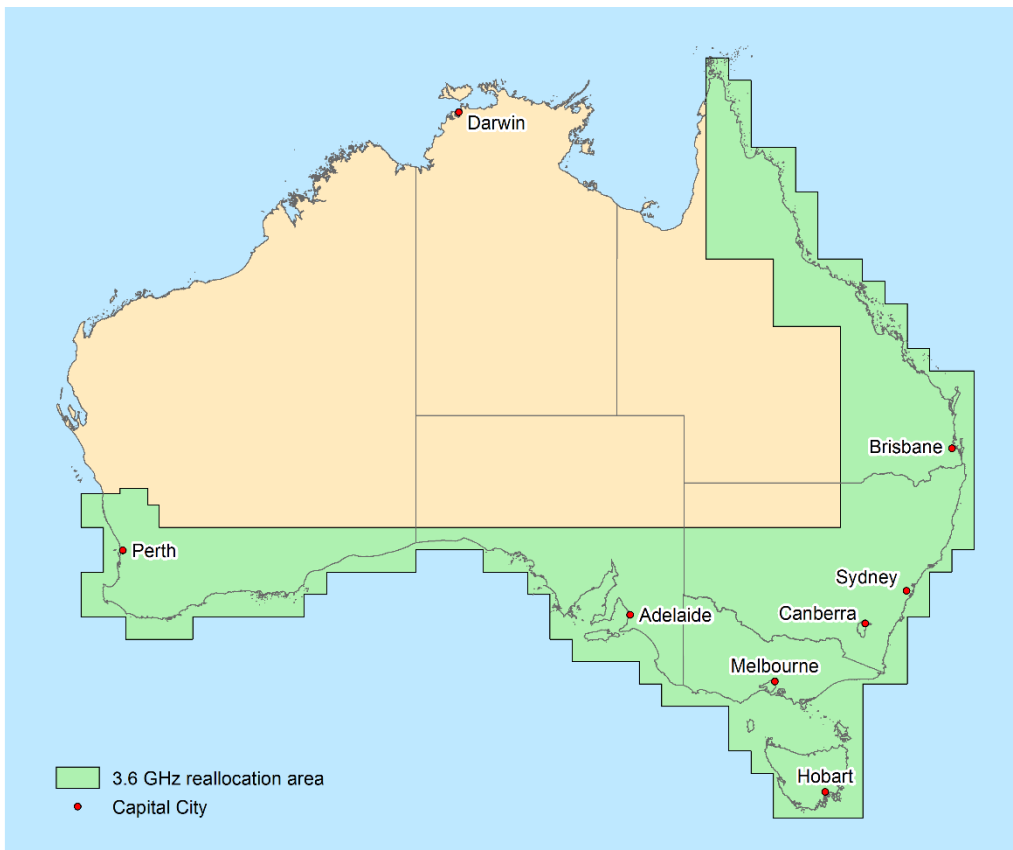 Darwin
Brisbane
Perth
Sydney
Adelaide
Canberra
Melbourne
3.6 GHz reallocation area
Hobart
Capital City